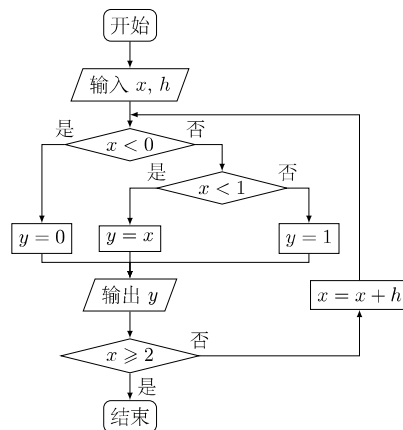 开始
输入 x, h
是
x < 0
否
是
x < 1
否
y = 0
y = x
y = 1
输出 y
x = x + h
x ⩾ 2
否
是
结束